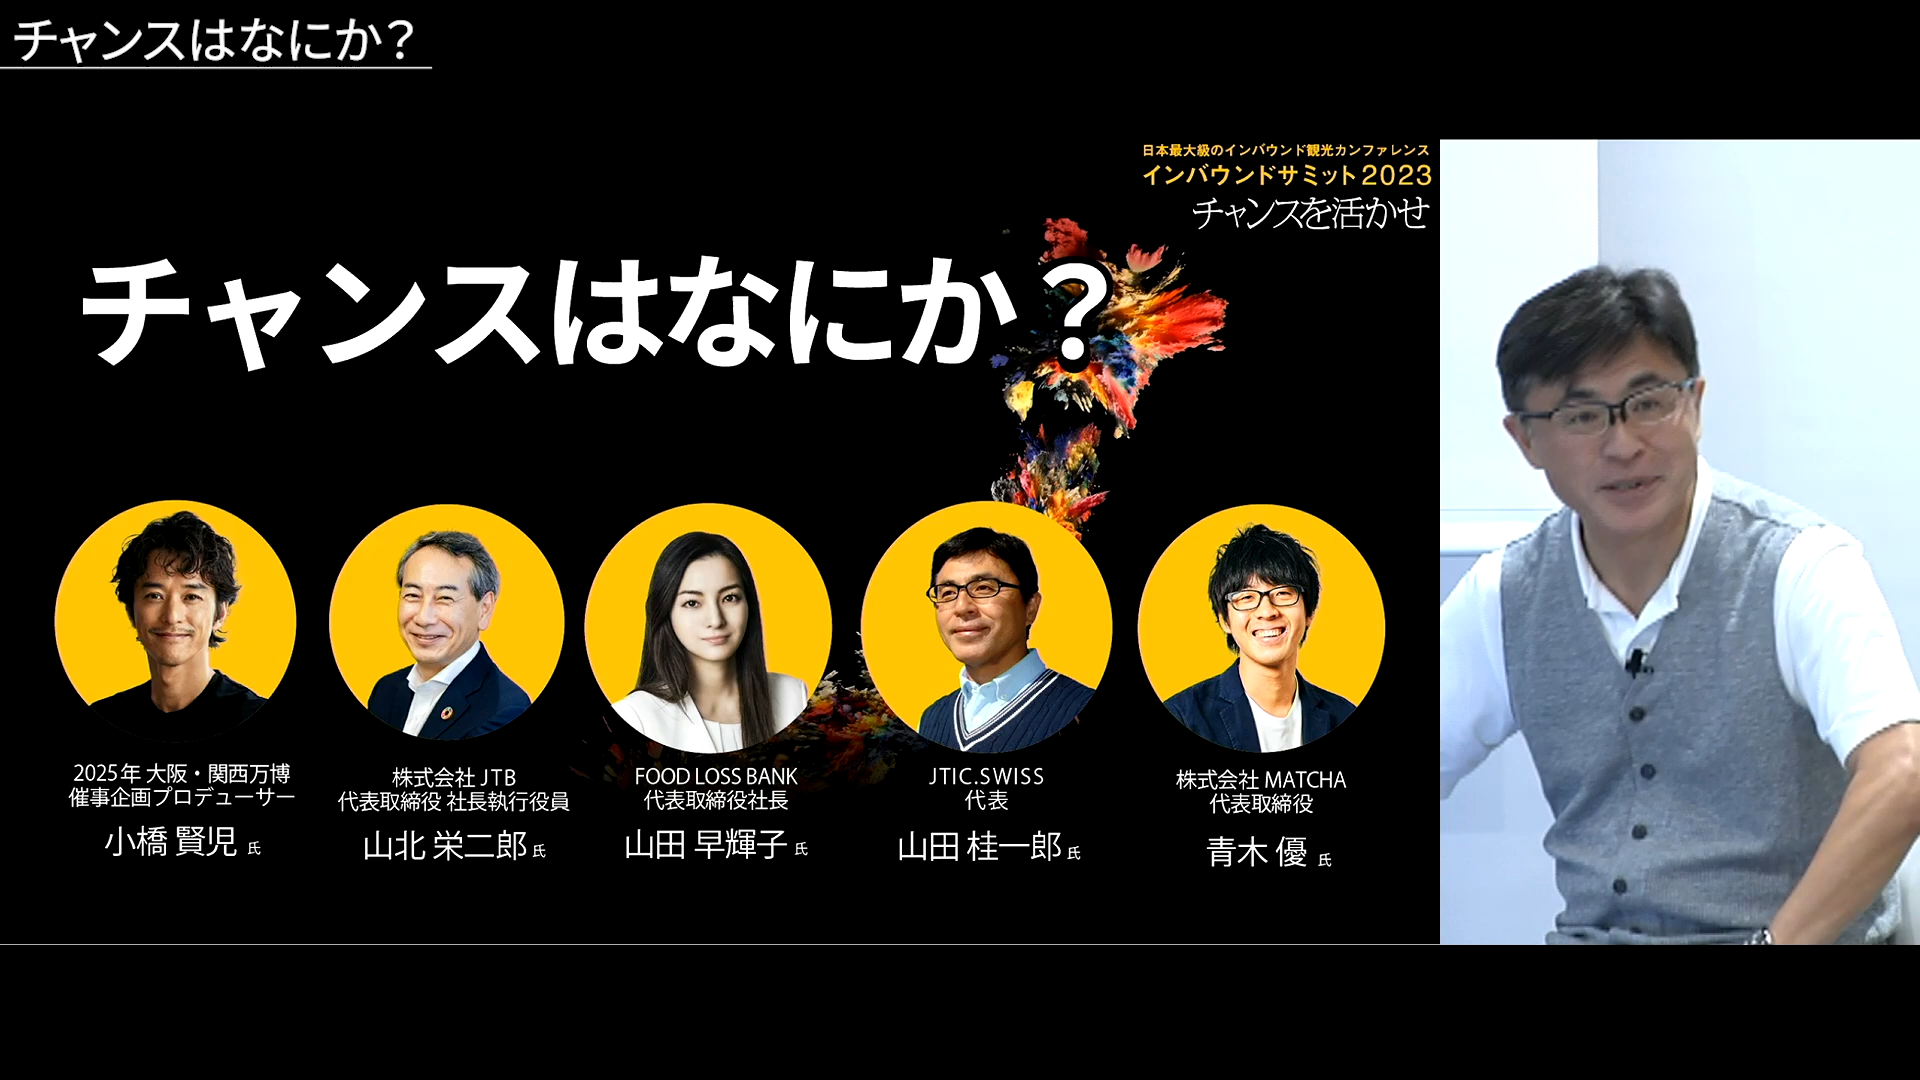 チャンスはなにか？
日本最大級のインバウンド観光カンファレンス
インバウンドサミット2023
チャンスを活かせ
チャンスはなにか？
2025年 大阪・関西万博
催事企画プロデューサー
小橋 賢児 氏
株式会社 JTB
代表取締役 社長執行役員
山北 栄二郎 氏
FOOD LOSS BANK
代表取締役社長
山田 早輝子 氏
JTIC.SWISS
代表
山田 桂一郎 氏
株式会社 MATCHA
代表取締役
青木 優 氏